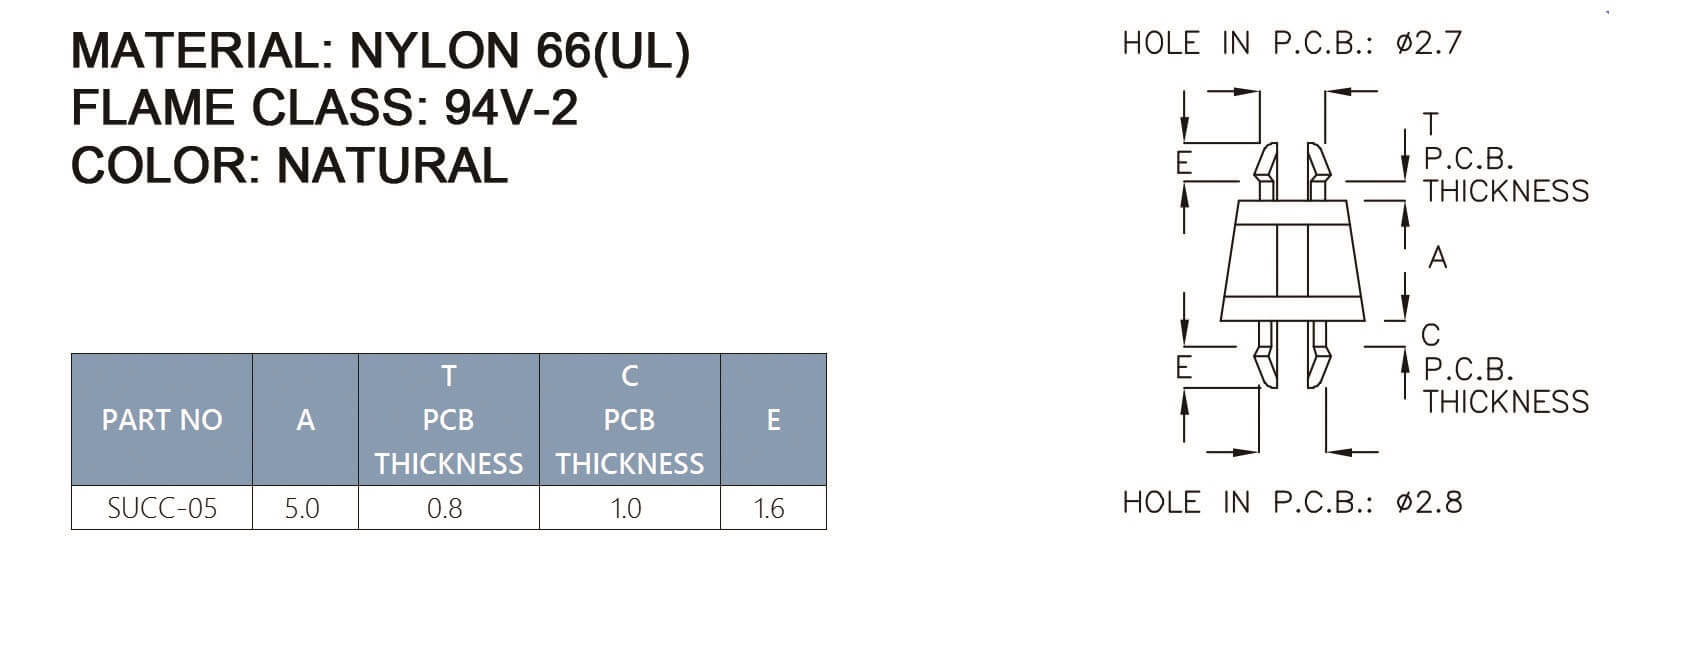 MATERIAL: NYLON 66(UL)
FLAME CLASS: 94V-2
COLOR: NATURAL
PART NO
A
T
PCB
THICKNESS
C
PCB
THICKNESS
E
SUCC-05
5.0
0.8
1.0
1.6
HOLE IN P.C.B.: ø2.7
E
T
P.C.B.
THICKNESS
A
E
C
P.C.B.
THICKNESS
HOLE IN P.C.B.: ø2.8